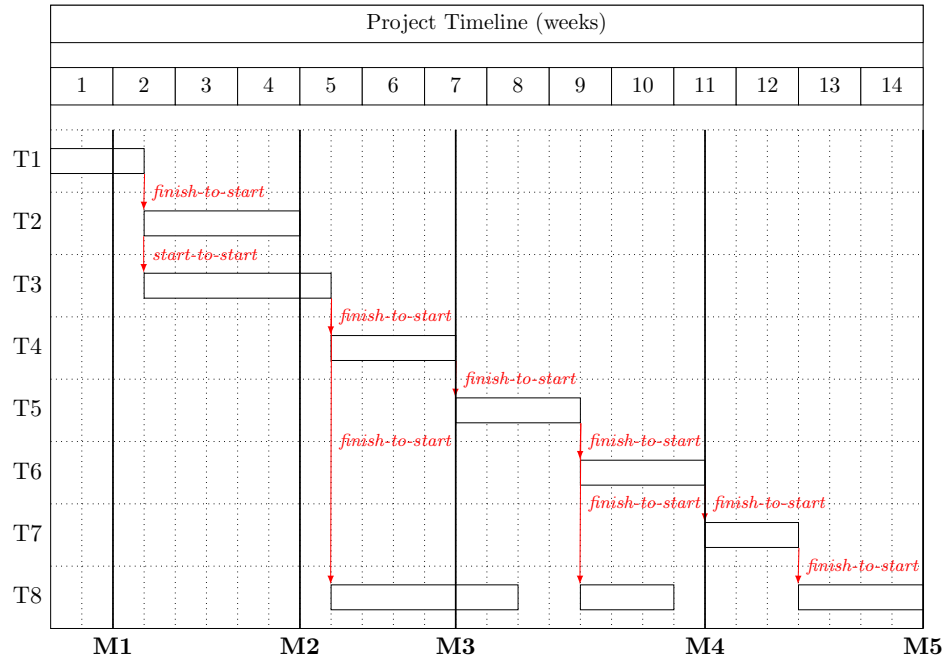 Project Timeline (weeks)
1 2 3 4 5 6 7 8 9 10 11 12 13 14
T1
finish-to-start
T2
start-to-start
T3
finish-to-start
T4
finish-to-start
T5
finish-to-start finish-to-start
T6
finish-to-start finish-to-start
T7
finish-to-start
T8
M1 M2 M3 M4 M5